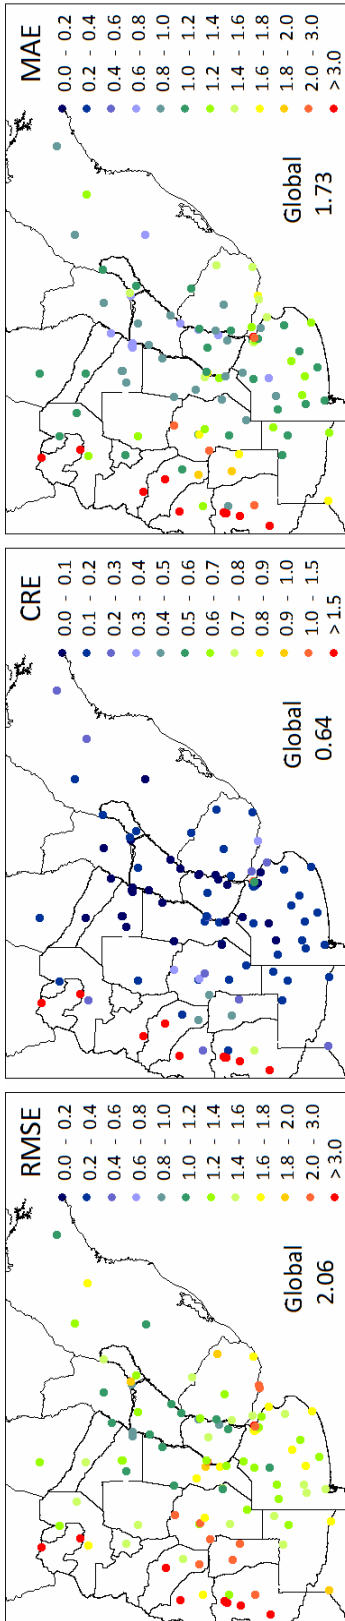 RMSE
0.0 - 0.2
0.2 - 0.4
0.4 - 0.6
0.6 - 0.8
0.8 - 1.0
1.0 - 1.2
1.2 - 1.4
1.4 - 1.6
1.6 - 1.8
1.8 - 2.0
2.0 - 3.0
> 3.0
Global
2.06
CRE
0.0 - 0.1
0.1 - 0.2
0.2 - 0.3
0.3 - 0.4
0.4 - 0.5
0.5 - 0.6
0.6 - 0.7
0.7 - 0.8
0.8 - 0.9
0.9 - 1.0
1.0 - 1.5
> 1.5
Global
0.64
MAE
0.0 - 0.2
0.2 - 0.4
0.4 - 0.6
0.6 - 0.8
0.8 - 1.0
1.0 - 1.2
1.2 - 1.4
1.4 - 1.6
1.6 - 1.8
1.8 - 2.0
2.0 - 3.0
> 3.0
Global
1.73